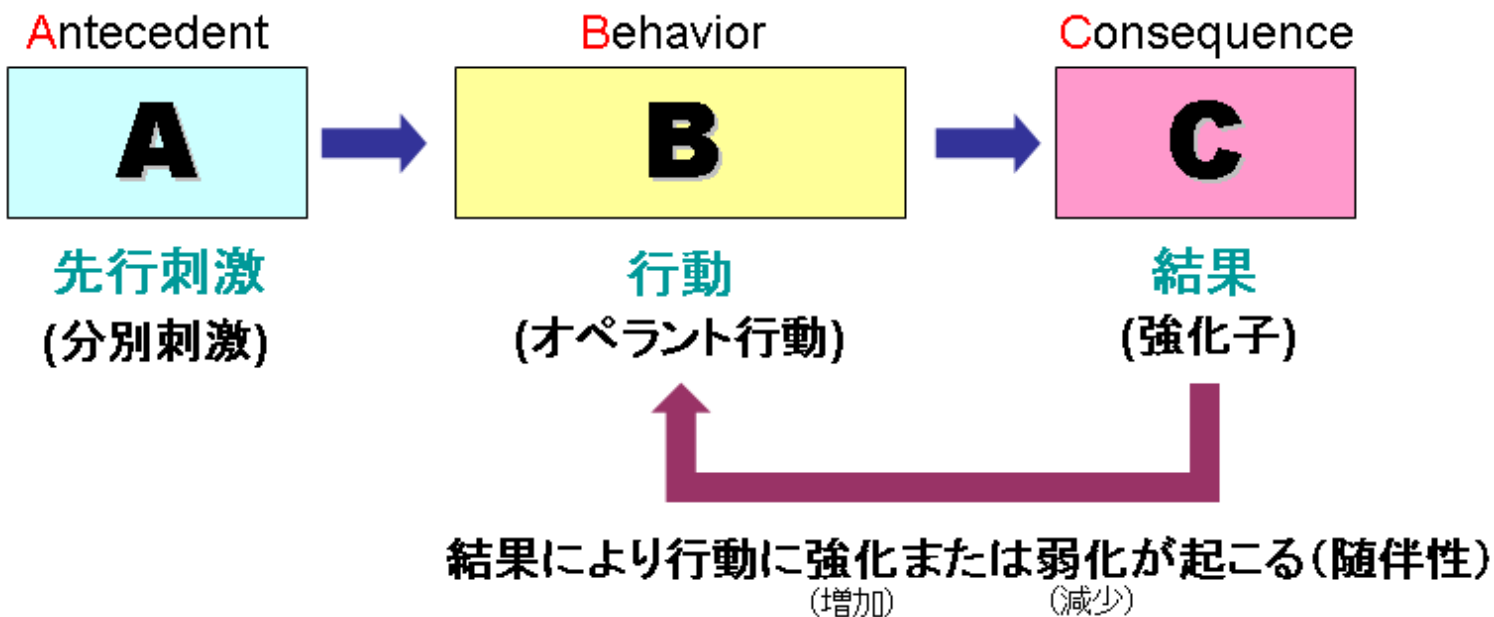 Antecedent Behavior Consequence
A B C
先行刺激 行動 結果
(分別刺激) (オペラント行動) (強化子)
結果により行動に強化または弱化が起こる(随伴性)
(増加) (減少)